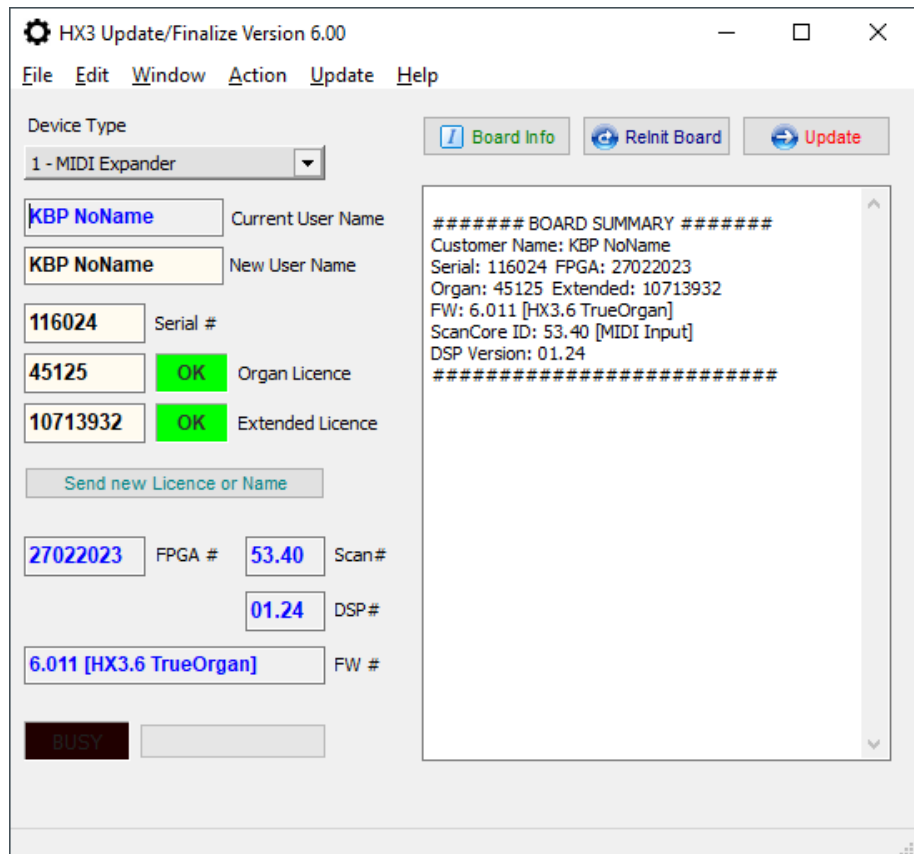 HX3 Update/Finalize Version 6.00
File Edit Window Action Update Help
Device Type
1 - MIDI Expander
Board Info
ReInit Board
Update
KBP NoName Current User Name
KBP NoName New User Name
116024 Serial #
45125 OK Organ Licence
10713932 OK Extended Licence
Send new Licence or Name
27022023 FPGA # 53.40 Scan#
01.24 DSP#
6.011 [HX3.6 TrueOrgan] FW #
BUSY
####### BOARD SUMMARY #######
Customer Name: KBP NoName
Serial: 116024 FPGA: 27022023
Organ: 45125 Extended: 10713932
FW: 6.011 [HX3.6 TrueOrgan]
ScanCore ID: 53.40 [MIDI Input]
DSP Version: 01.24
##########################